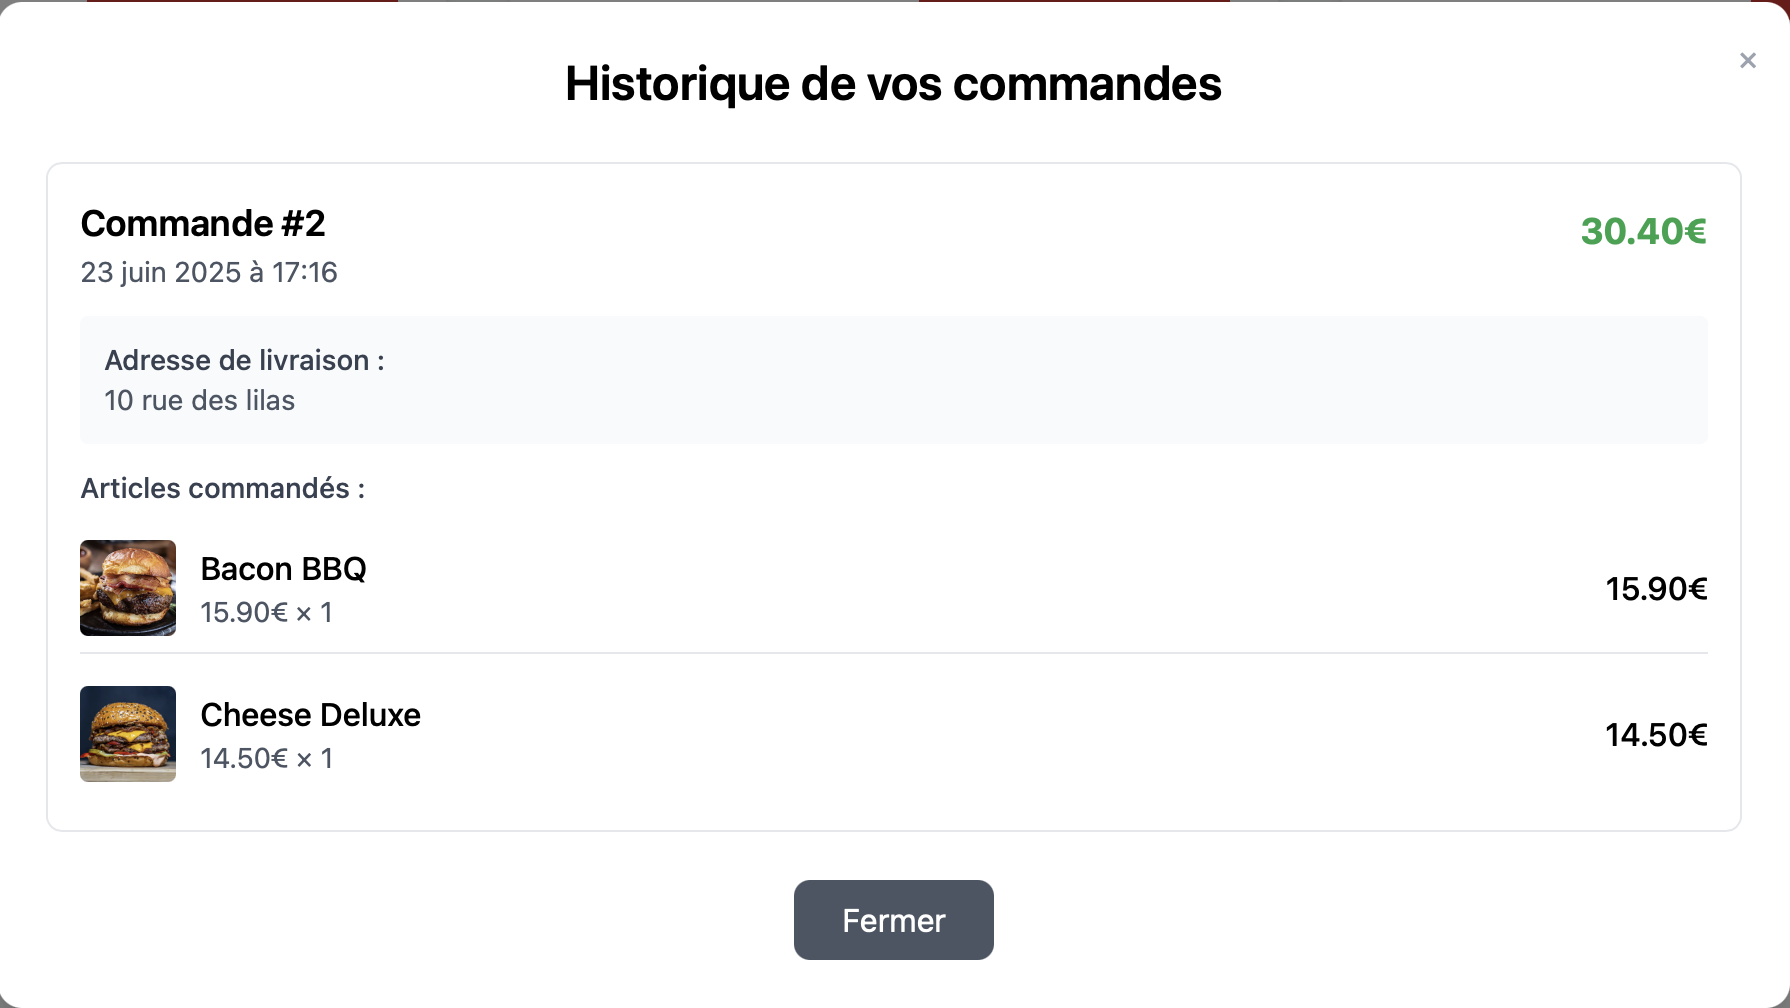 Historique de vos commandes
×
Commande #2
30.40€
23 juin 2025 à 17:16
Adresse de livraison :
10 rue des lilas
Articles commandés :
Bacon BBQ
15.90€ × 1
15.90€
Cheese Deluxe
14.50€ × 1
14.50€
Fermer